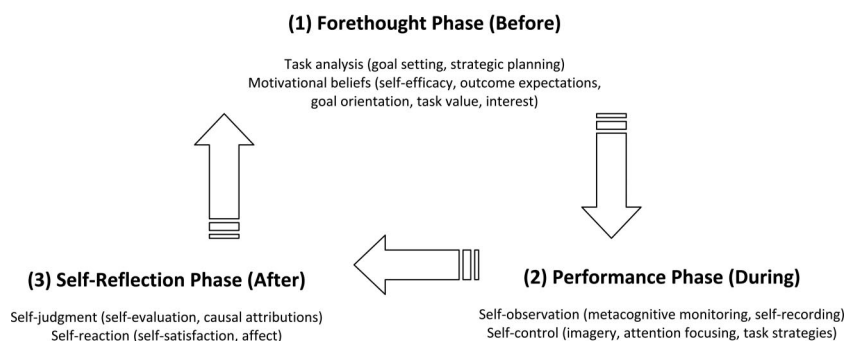 (1) Forethought Phase (Before)
Task analysis (goal setting, strategic planning)
Motivational beliefs (self-efficacy, outcome expectations,
goal orientation, task value, interest)
(2) Performance Phase (During)
Self-observation (metacognitive monitoring, self-recording)
Self-control (imagery, attention focusing, task strategies)
(3) Self-Reflection Phase (After)
Self-judgment (self-evaluation, causal attributions)
Self-reaction (self-satisfaction, affect)